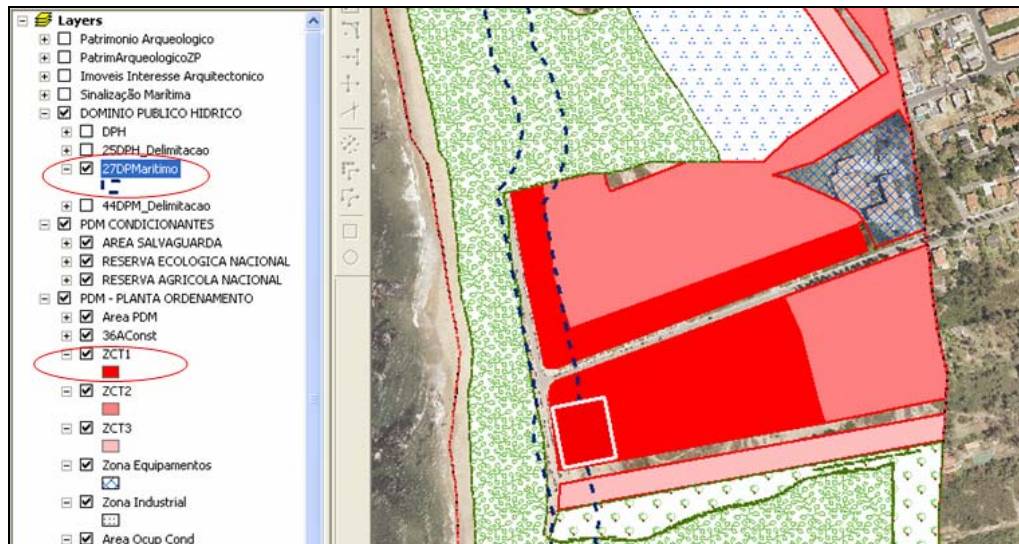 Layers
Patrimonio Arqueologico
PatrimArqueologicoZP
Imoveis Interesse Arquitectonico
Sinalização Marítima
DOMINIO PUBLICO HIDRICO
DPH
25DPH_Delimitacao
27DPMaritimo
44DPM_Delimitacao
PDM CONDICIONANTES
AREA SALVAGUARDA
RESERVA ECOLOGICA NACIONAL
RESERVA AGRICOLA NACIONAL
PDM - PLANTA ORDENAMENTO
Area PDM
36AConst
ZCT1
ZCT2
ZCT3
Zona Equipamentos
Zona Industrial
Area Ocup Cond